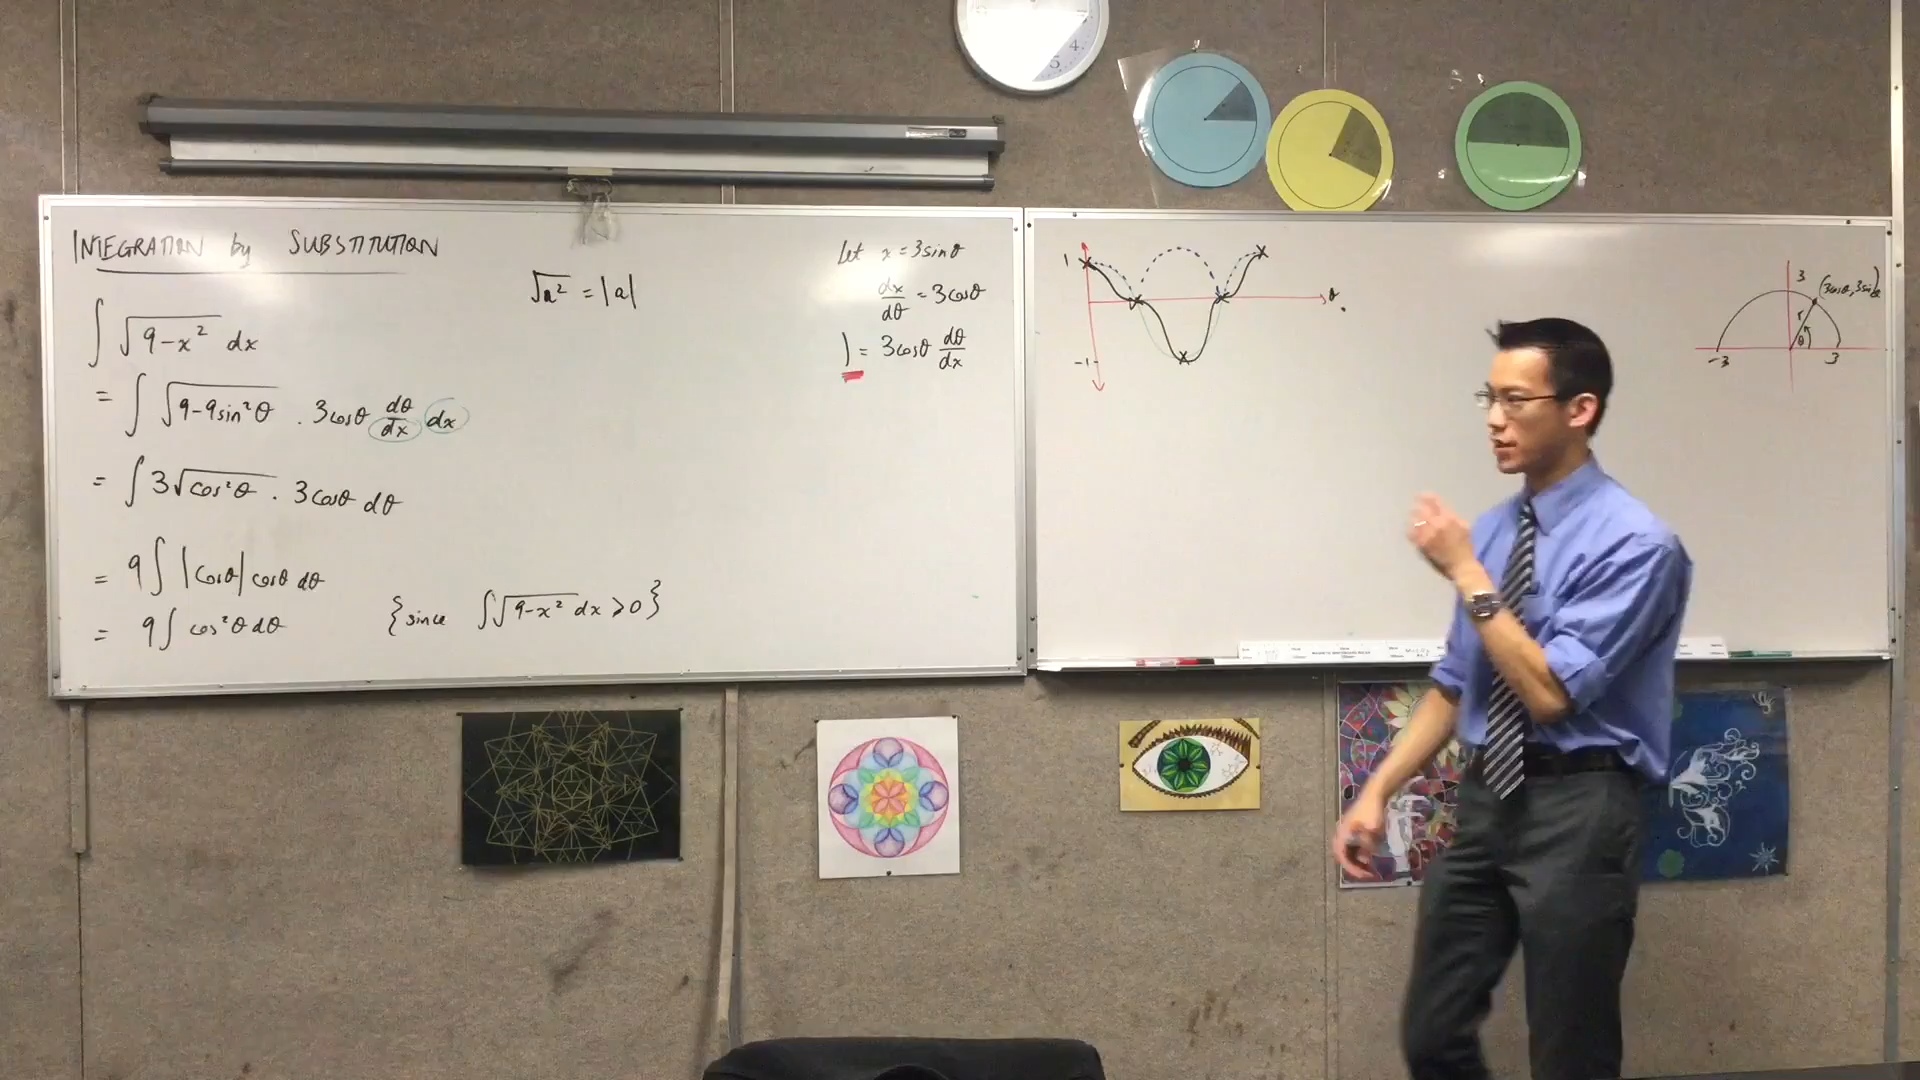 INTEGRATION by SUBSTITUTION
∫ √(9-x²) dx
= ∫ √(9-9sin²θ) . 3cosθ dθ/dx dx
= ∫ 3√(cos²θ) . 3cosθ dθ
= 9∫ |cosθ| cosθ dθ
= 9∫ cos²θ dθ {since ∫√(9-x²) dx ⩾ 0}
√a² = |a|
Let x = 3sinθ
dx/dθ = 3cosθ
1 = 3cosθ dθ/dx
1
-1
θ
3
(3cosθ, 3sinθ)
r
θ
-3
3
4
5